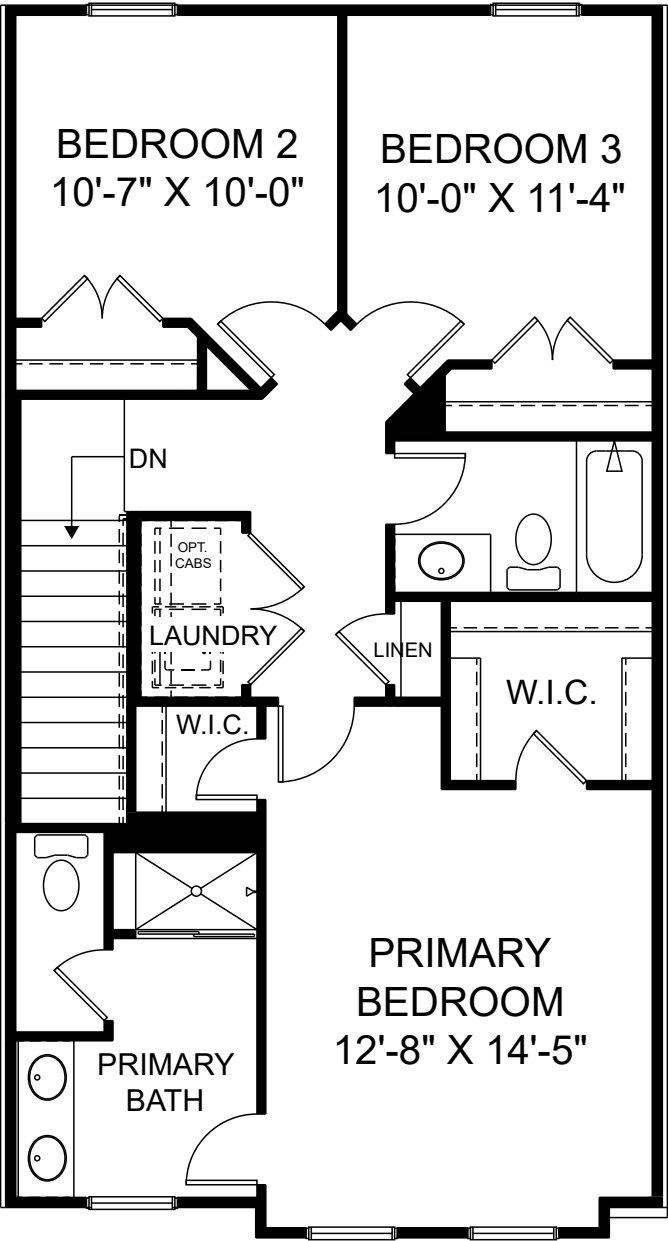 BEDROOM 2
10'-7" X 10'-0"
BEDROOM 3
10'-0" X 11'-4"
DN
OPT.
CABS
LAUNDRY
LINEN
W.I.C.
W.I.C.
PRIMARY
BEDROOM
12'-8" X 14'-5"
PRIMARY
BATH